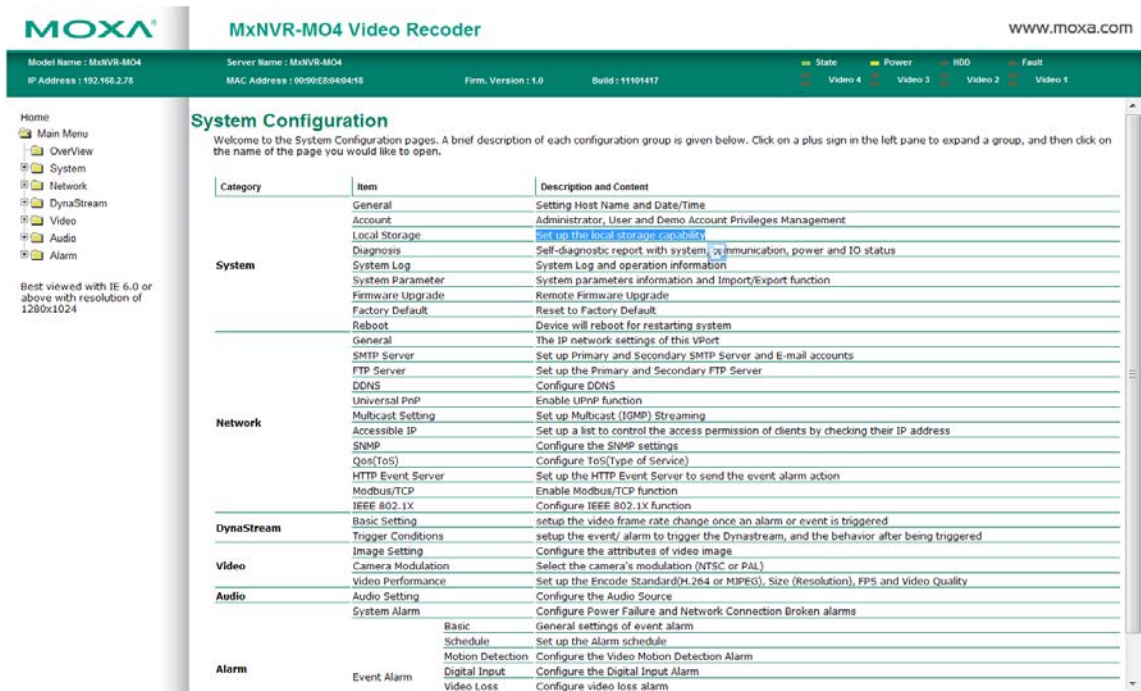 MOXA
MxNVR-MO4 Video Recoder
www.moxa.com
Model Name : MxNVR-MO4
Server Name : MxNVR-MO4
State
Power
HDD
Fault
IP Address : 192.168.2.78
MAC Address : 00:90:E8:04:04:18
Firm. Version : 1.0
Build : 11101417
Video 4
Video 3
Video 2
Video 1
Home
Main Menu
OverView
System
Network
DynaStream
Video
Audio
Alarm
Best viewed with IE 6.0 or
above with resolution of
1280x1024
System Configuration
Welcome to the System Configuration pages. A brief description of each configuration group is given below. Click on a plus sign in the left pane to expand a group, and then click on
the name of the page you would like to open.
Category Item Description and Content
System
General Setting Host Name and Date/Time
Account Administrator, User and Demo Account Privileges Management
Local Storage Set up the local storage capability
Diagnosis Self-diagnostic report with system, communication, power and IO status
System Log System Log and operation information
System Parameter System parameters information and Import/Export function
Firmware Upgrade Remote Firmware Upgrade
Factory Default Reset to Factory Default
Reboot Device will reboot for restarting system
Network
General The IP network settings of this VPort
SMTP Server Set up Primary and Secondary SMTP Server and E-mail accounts
FTP Server Set up the Primary and Secondary FTP Server
DDNS Configure DDNS
Universal PnP Enable UPnP function
Multicast Setting Set up Multicast (IGMP) Streaming
Accessible IP Set up a list to control the access permission of clients by checking their IP address
SNMP Configure the SNMP settings
Qos(ToS) Configure ToS(Type of Service)
HTTP Event Server Set up the HTTP Event Server to send the event alarm action
Modbus/TCP Enable Modbus/TCP function
IEEE 802.1X Configure IEEE 802.1X function
DynaStream
Basic Setting setup the video frame rate change once an alarm or event is triggered
Trigger Conditions setup the event/ alarm to trigger the Dynastream, and the behavior after being triggered
Video
Image Setting Configure the attributes of video image
Camera Modulation Select the camera's modulation (NTSC or PAL)
Video Performance Set up the Encode Standard(H.264 or MJPEG), Size (Resolution), FPS and Video Quality
Audio Audio Setting Configure the Audio Source
Alarm
System Alarm Configure Power Failure and Network Connection Broken alarms
Event Alarm
Basic General settings of event alarm
Schedule Set up the Alarm schedule
Motion Detection Configure the Video Motion Detection Alarm
Digital Input Configure the Digital Input Alarm
Video Loss Configure video loss alarm